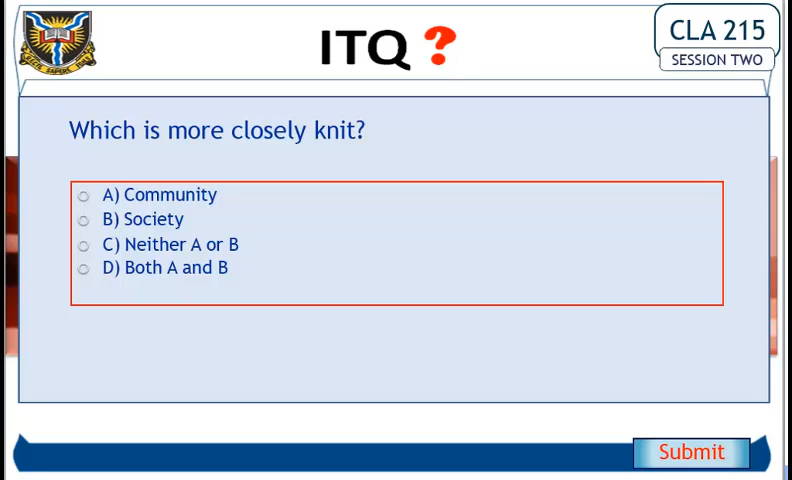 ITQ ?
CLA 215
SESSION TWO
Which is more closely knit?
A) Community
B) Society
C) Neither A or B
D) Both A and B
Submit